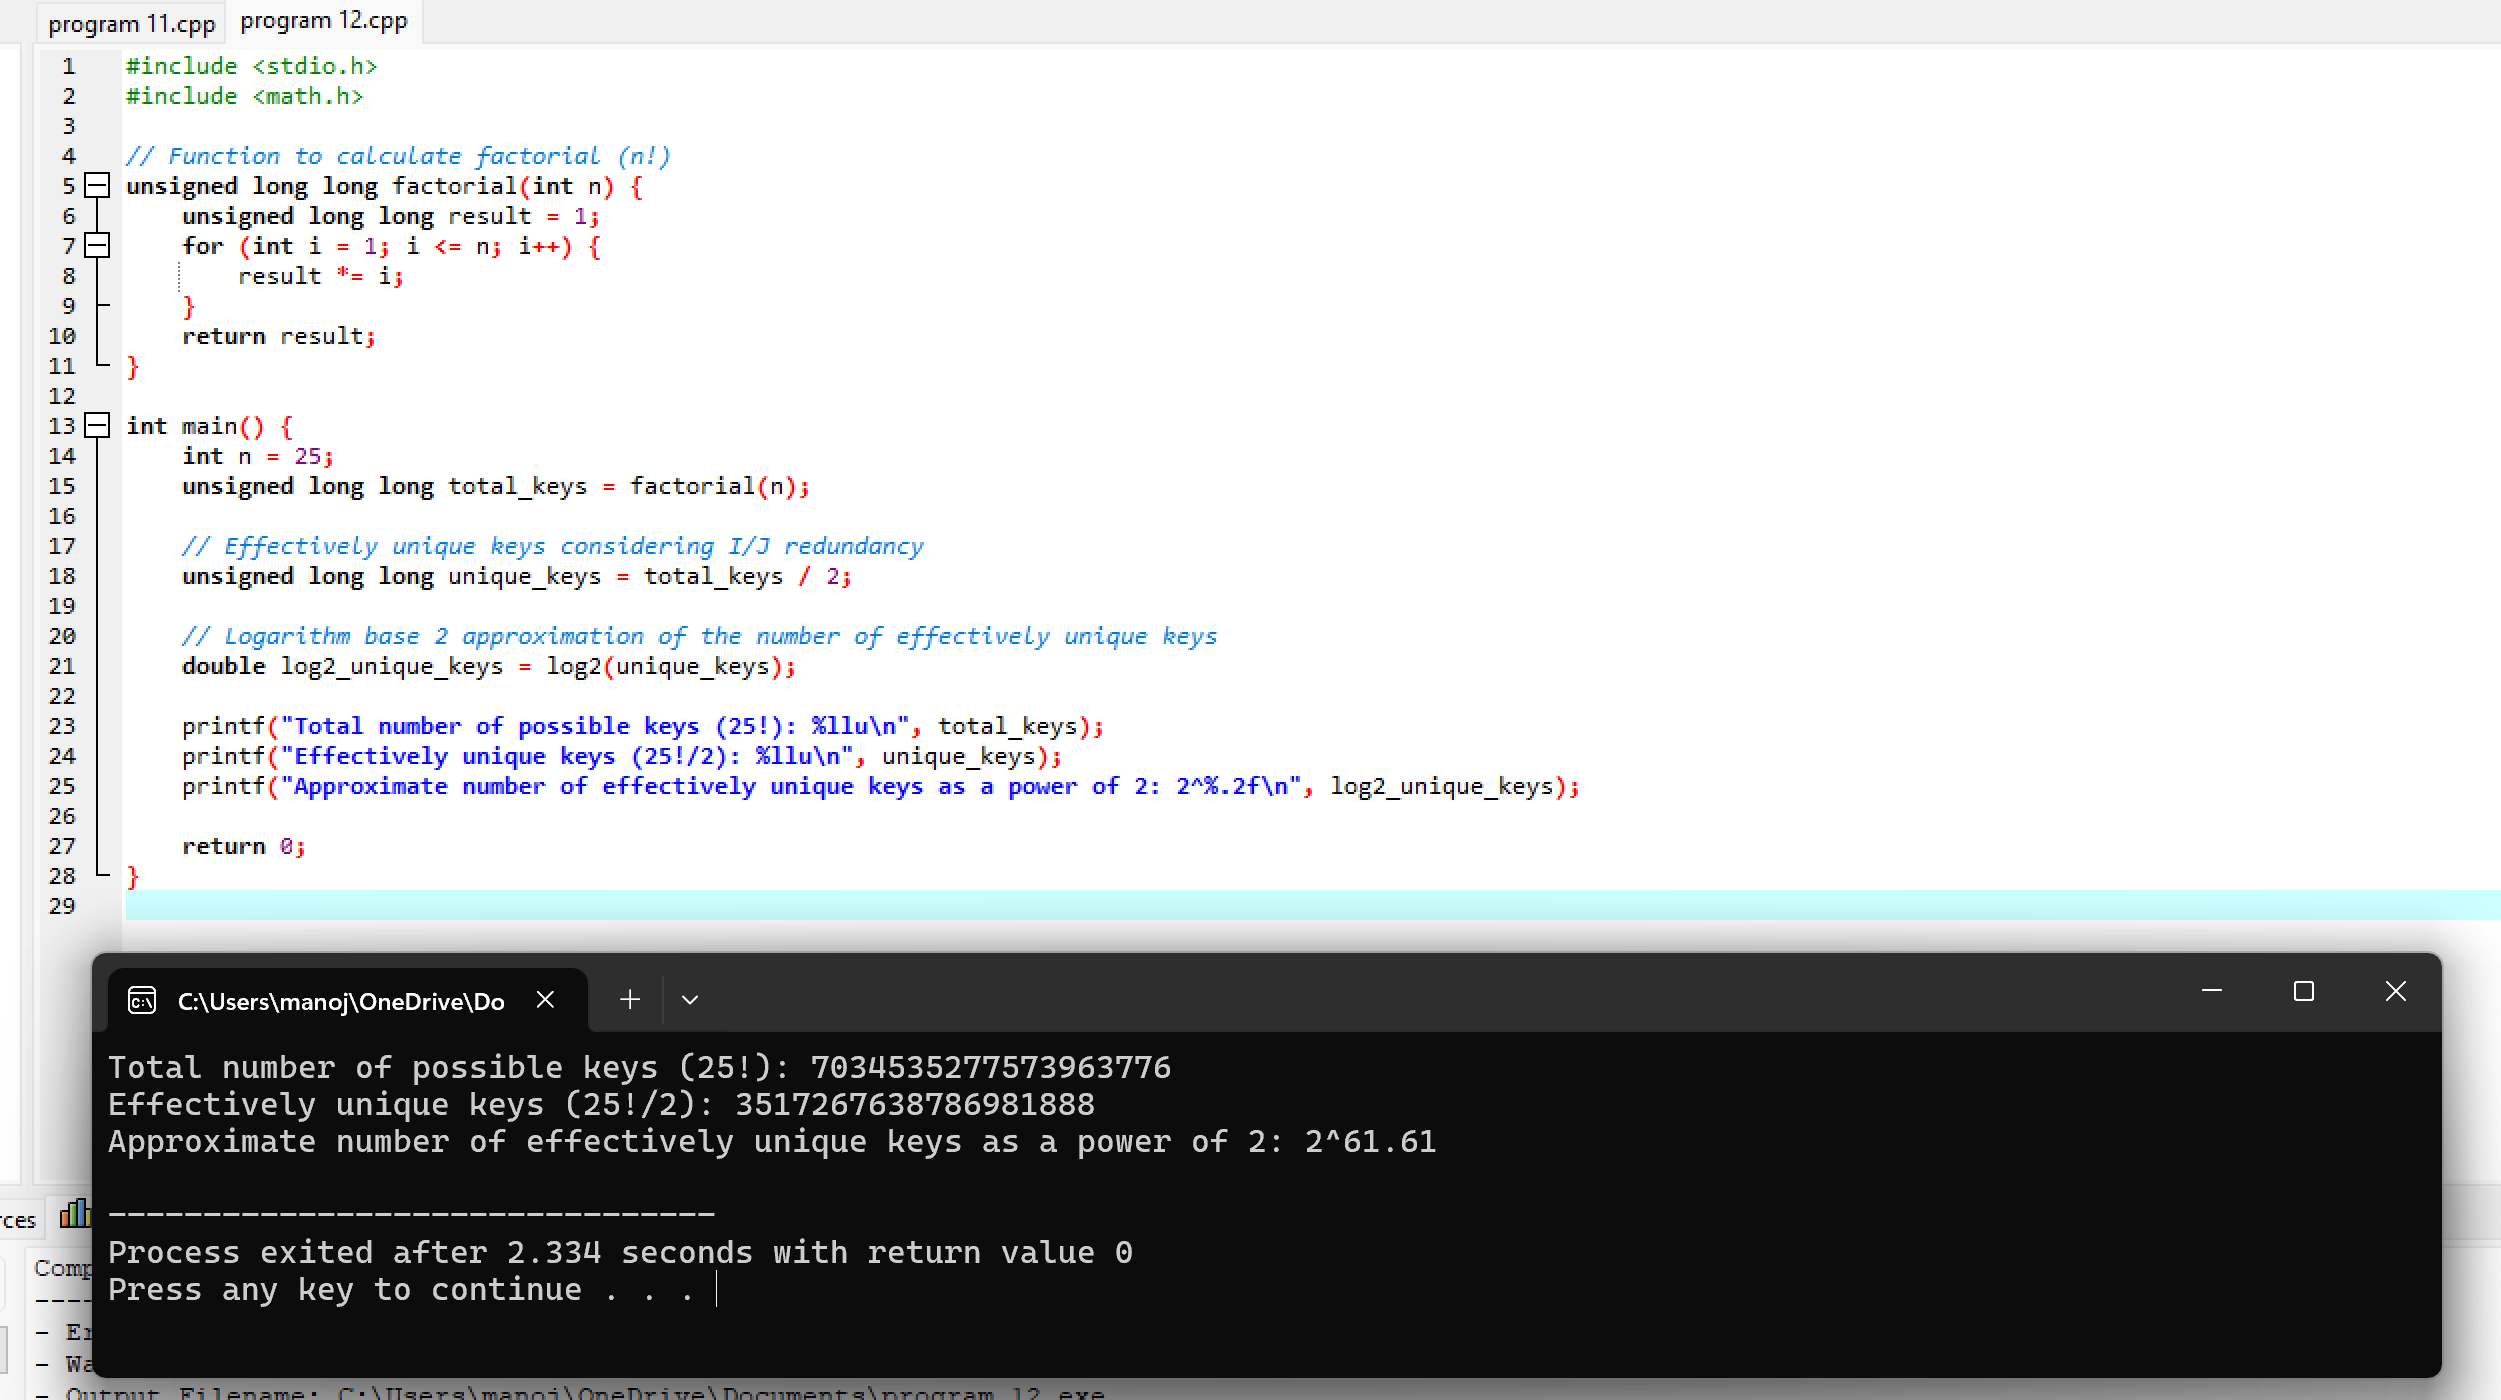 program 11.cpp program 12.cpp
1 #include <stdio.h>
2 #include <math.h>
3
4 // Function to calculate factorial (n!)
5 unsigned long long factorial(int n) {
6     unsigned long long result = 1;
7     for (int i = 1; i <= n; i++) {
8         result *= i;
9     }
10     return result;
11 }
12
13 int main() {
14     int n = 25;
15     unsigned long long total_keys = factorial(n);
16
17     // Effectively unique keys considering I/J redundancy
18     unsigned long long unique_keys = total_keys / 2;
19
20     // Logarithm base 2 approximation of the number of effectively unique keys
21     double log2_unique_keys = log2(unique_keys);
22
23     printf("Total number of possible keys (25!): %llu\n", total_keys);
24     printf("Effectively unique keys (25!/2): %llu\n", unique_keys);
25     printf("Approximate number of effectively unique keys as a power of 2: 2^%.2f\n", log2_unique_keys);
26
27     return 0;
28 }
29
C:\Users\manoj\OneDrive\Do
Total number of possible keys (25!): 7034535277573963776
Effectively unique keys (25!/2): 3517267638786981888
Approximate number of effectively unique keys as a power of 2: 2^61.61
--------------------------------
Process exited after 2.334 seconds with return value 0
Press any key to continue . . .
- Output Filename: C:\Users\manoj\OneDrive\Documents\program 12.exe